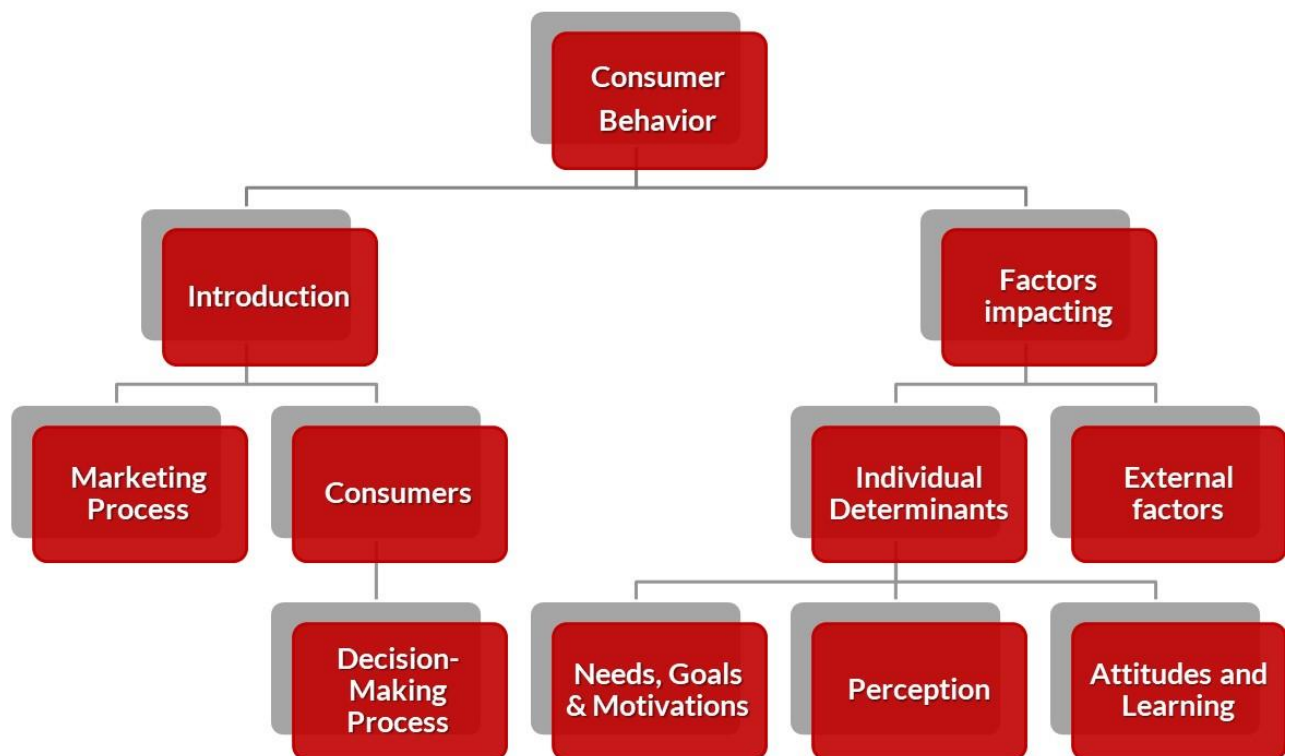 Consumer
Behavior
Introduction
Factors
impacting
Marketing
Process
Consumers
Individual
Determinants
External
factors
Decision-
Making
Process
Needs, Goals
& Motivations
Perception
Attitudes and
Learning